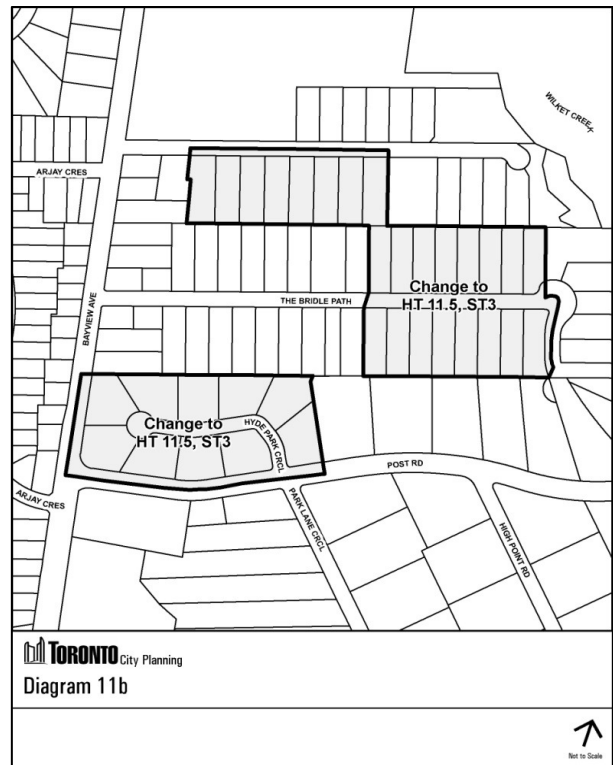 WILKET CREEK
ARJAY CRES
Change to
HT 11.5, ST3
THE BRIDLE PATH
BAYVIEW AVE
Change to
HT 11.5, ST3
HYDE PARK CRCL
POST RD
ARJAY CRES
PARK LANE CRCL
HIGH POINT RD
TORONTO City Planning
Diagram 11b
Not to Scale